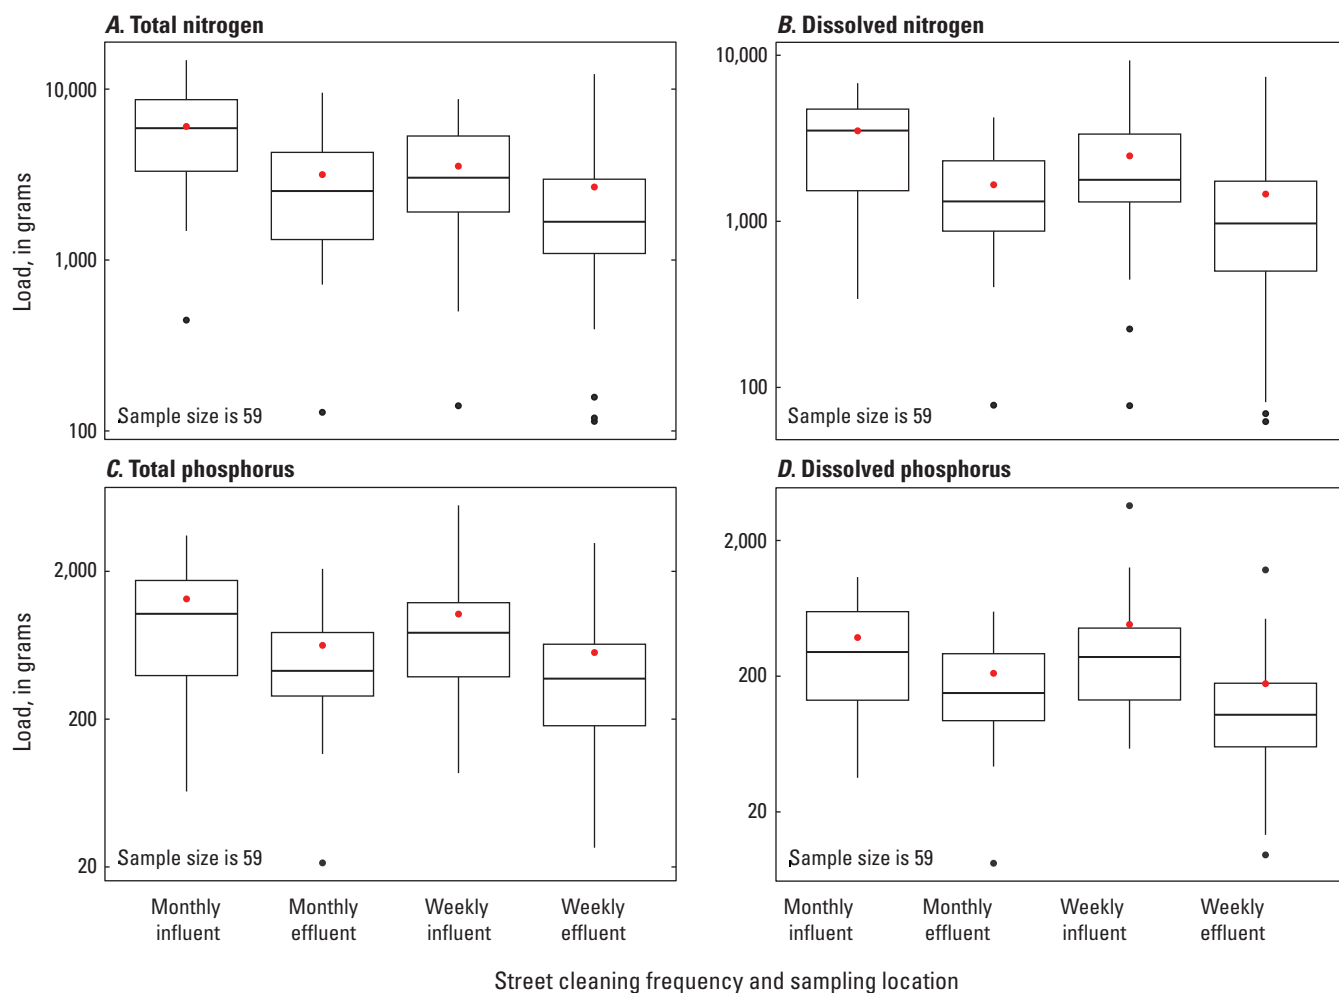 A. Total nitrogen
10,000
1,000
100
Load, in grams
Sample size is 59
B. Dissolved nitrogen
10,000
1,000
100
Sample size is 59
C. Total phosphorus
2,000
200
20
Load, in grams
Sample size is 59
Monthly influent
Monthly effluent
Weekly influent
Weekly effluent
D. Dissolved phosphorus
2,000
200
20
Sample size is 59
Monthly influent
Monthly effluent
Weekly influent
Weekly effluent
Street cleaning frequency and sampling location